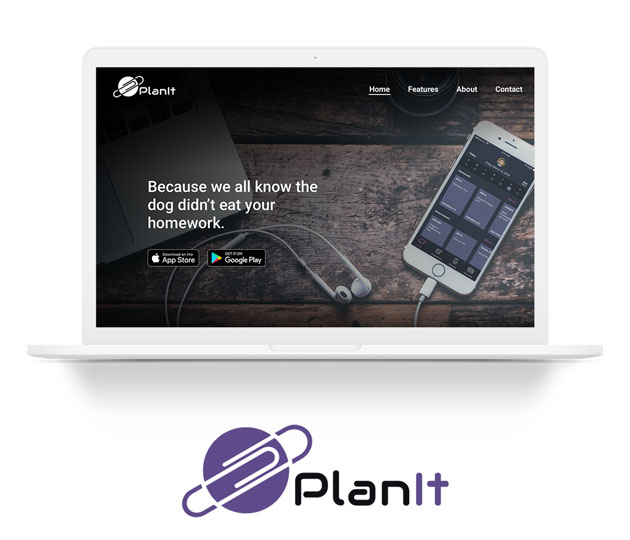 PlanIt
Home Features About Contact
Because we all know the
dog didn't eat your
homework.
Download on the
App Store
GET IT ON
Google Play
PlanIt